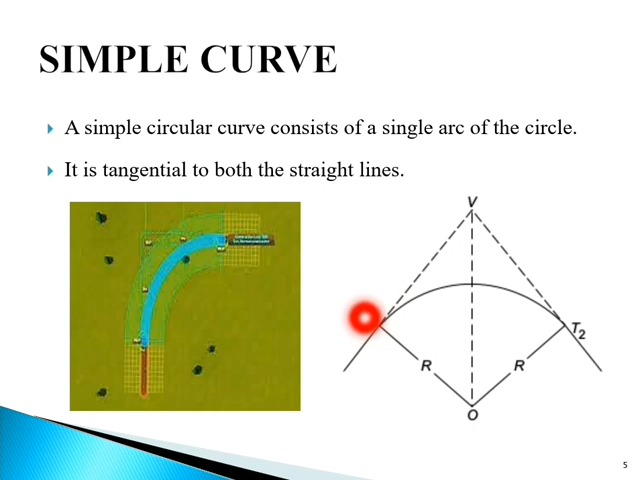 SIMPLE CURVE
A simple circular curve consists of a single arc of the circle.
It is tangential to both the straight lines.
V
T2
R
R
O
5